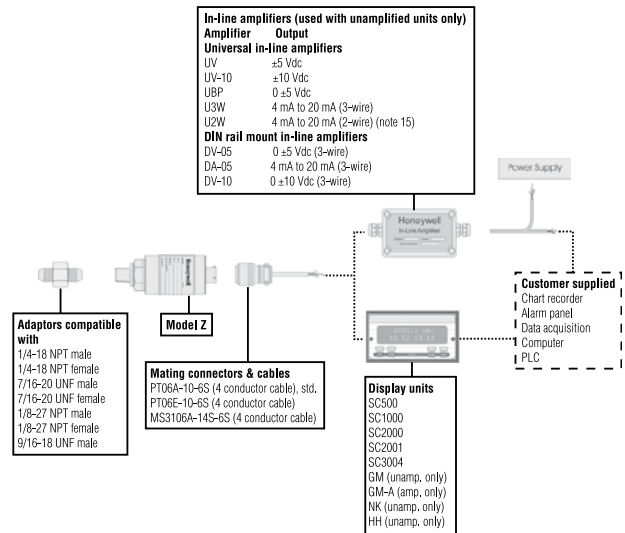 In-line amplifiers (used with unamplified units only)
Amplifier Output
Universal in-line amplifiers
UV ±5 Vdc
UV-10 ±10 Vdc
UBP 0 ±5 Vdc
U3W 4 mA to 20 mA (3-wire)
U2W 4 mA to 20 mA (2-wire) (note 15)
DIN rail mount in-line amplifiers
DV-05 0 ±5 Vdc (3-wire)
DA-05 4 mA to 20 mA (3-wire)
DV-10 0 ±10 Vdc (3-wire)
Power Supply
Honeywell
In-Line Amplifier
Honeywell
Adaptors compatible
with
1/4-18 NPT male
1/4-18 NPT female
7/16-20 UNF male
7/16-20 UNF female
1/8-27 NPT male
1/8-27 NPT female
9/16-18 UNF male
Model Z
Mating connectors & cables
PT06A-10-6S (4 conductor cable), std.
PT06E-10-6S (4 conductor cable)
MS3106A-14S-6S (4 conductor cable)
Customer supplied
Chart recorder
Alarm panel
Data acquisition
Computer
PLC
Display units
SC500
SC1000
SC2000
SC2001
SC3004
GM (unamp. only)
GM-A (amp. only)
NK (unamp. only)
HH (unamp. only)